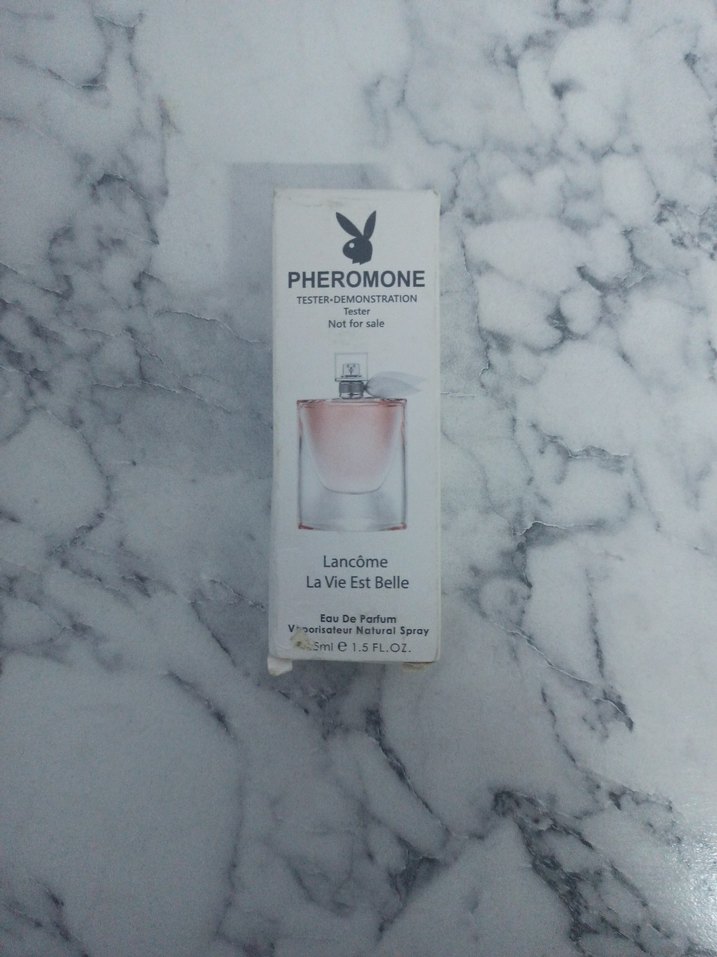 PHEROMONE
TESTER•DEMONSTRATION
Tester
Not for sale
Lancôme
La Vie Est Belle
Eau De Parfum
Natural Spray
℮ 1.5 FL.OZ.